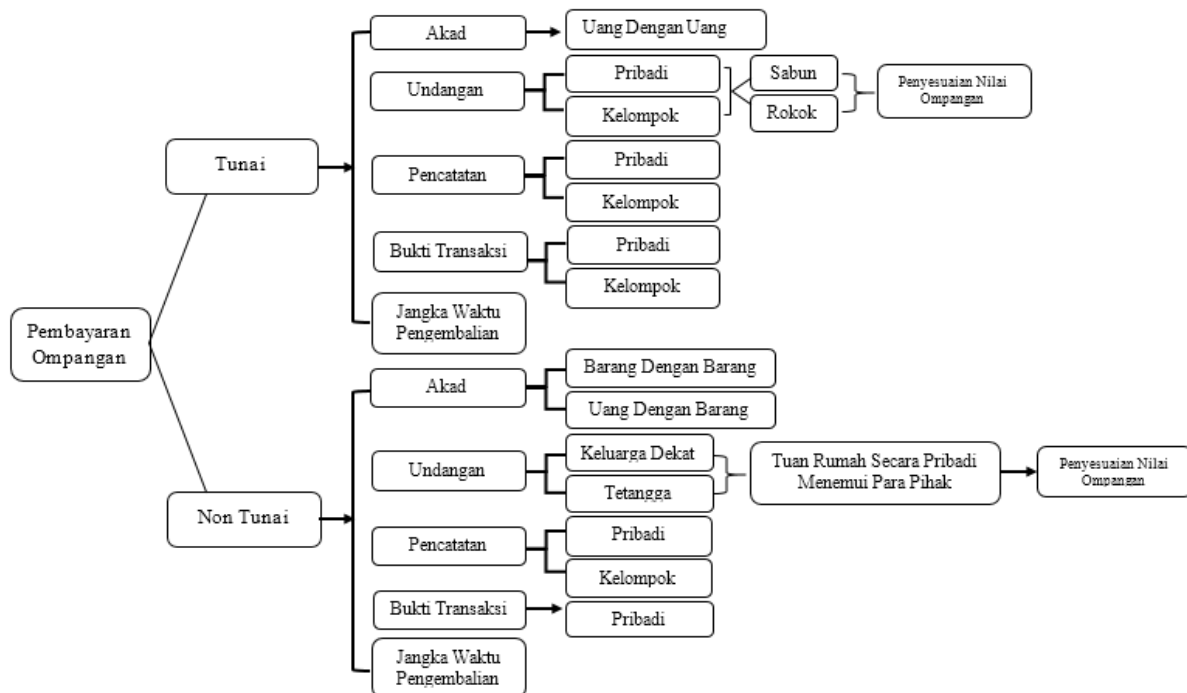 Akad
Uang Dengan Uang
Undangan
Pribadi
Kelompok
Sabun
Rokok
Penyesuaian Nilai
Ompangan
Tunai
Pencatatan
Pribadi
Kelompok
Bukti Transaksi
Pribadi
Kelompok
Jangka Waktu
Pengembalian
Pembayaran
Ompangan
Akad
Barang Dengan Barang
Uang Dengan Barang
Undangan
Keluarga Dekat
Tetangga
Tuan Rumah Secara Pribadi
Menemui Para Pihak
Penyesuaian Nilai
Ompangan
Non Tunai
Pencatatan
Pribadi
Kelompok
Bukti Transaksi
Pribadi
Jangka Waktu
Pengembalian